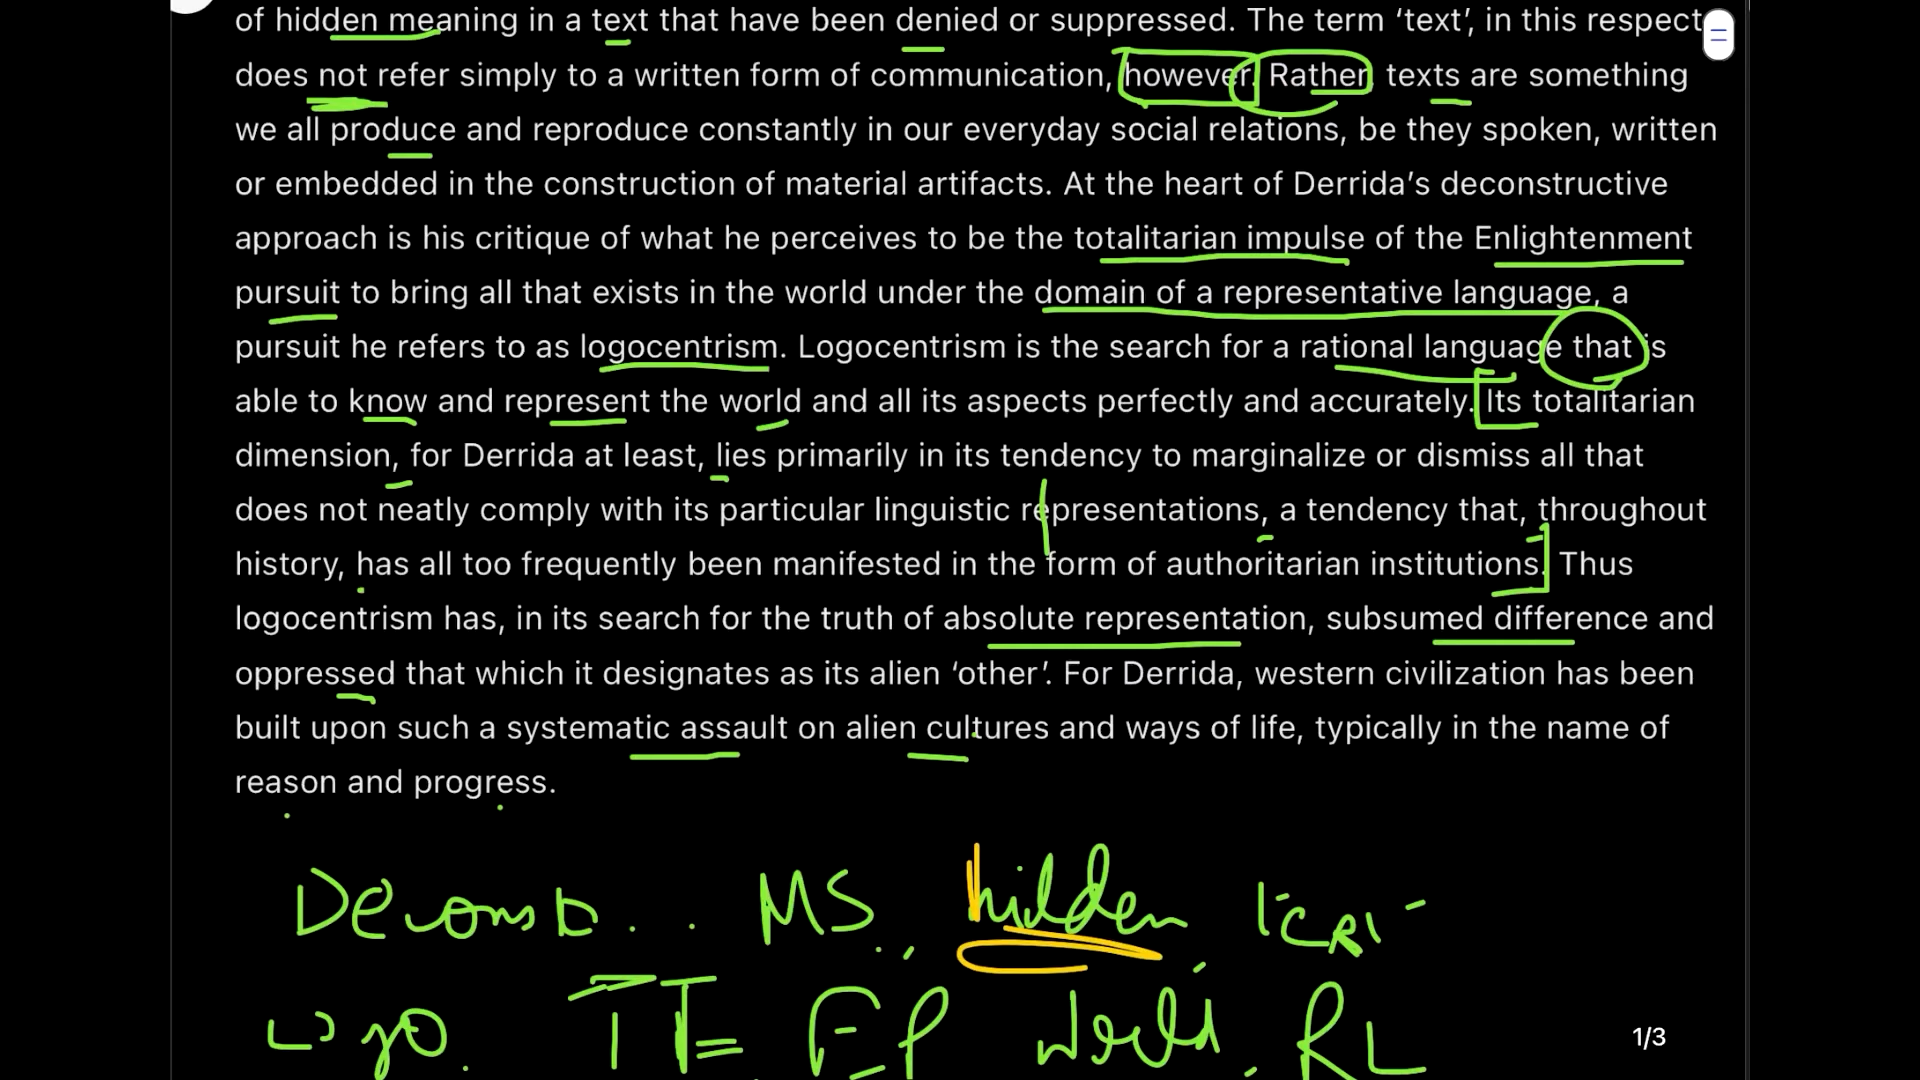 of hidden meaning in a text that have been denied or suppressed. The term ‘text’, in this respect
does not refer simply to a written form of communication, however. Rather, texts are something
we all produce and reproduce constantly in our everyday social relations, be they spoken, written
or embedded in the construction of material artifacts. At the heart of Derrida’s deconstructive
approach is his critique of what he perceives to be the totalitarian impulse of the Enlightenment
pursuit to bring all that exists in the world under the domain of a representative language, a
pursuit he refers to as logocentrism. Logocentrism is the search for a rational language that is
able to know and represent the world and all its aspects perfectly and accurately. Its totalitarian
dimension, for Derrida at least, lies primarily in its tendency to marginalize or dismiss all that
does not neatly comply with its particular linguistic representations, a tendency that, throughout
history, has all too frequently been manifested in the form of authoritarian institutions. Thus
logocentrism has, in its search for the truth of absolute representation, subsumed difference and
oppressed that which it designates as its alien ‘other’. For Derrida, western civilization has been
built upon such a systematic assault on alien cultures and ways of life, typically in the name of
reason and progress.
MS hidden
TI EP World RL
1/3